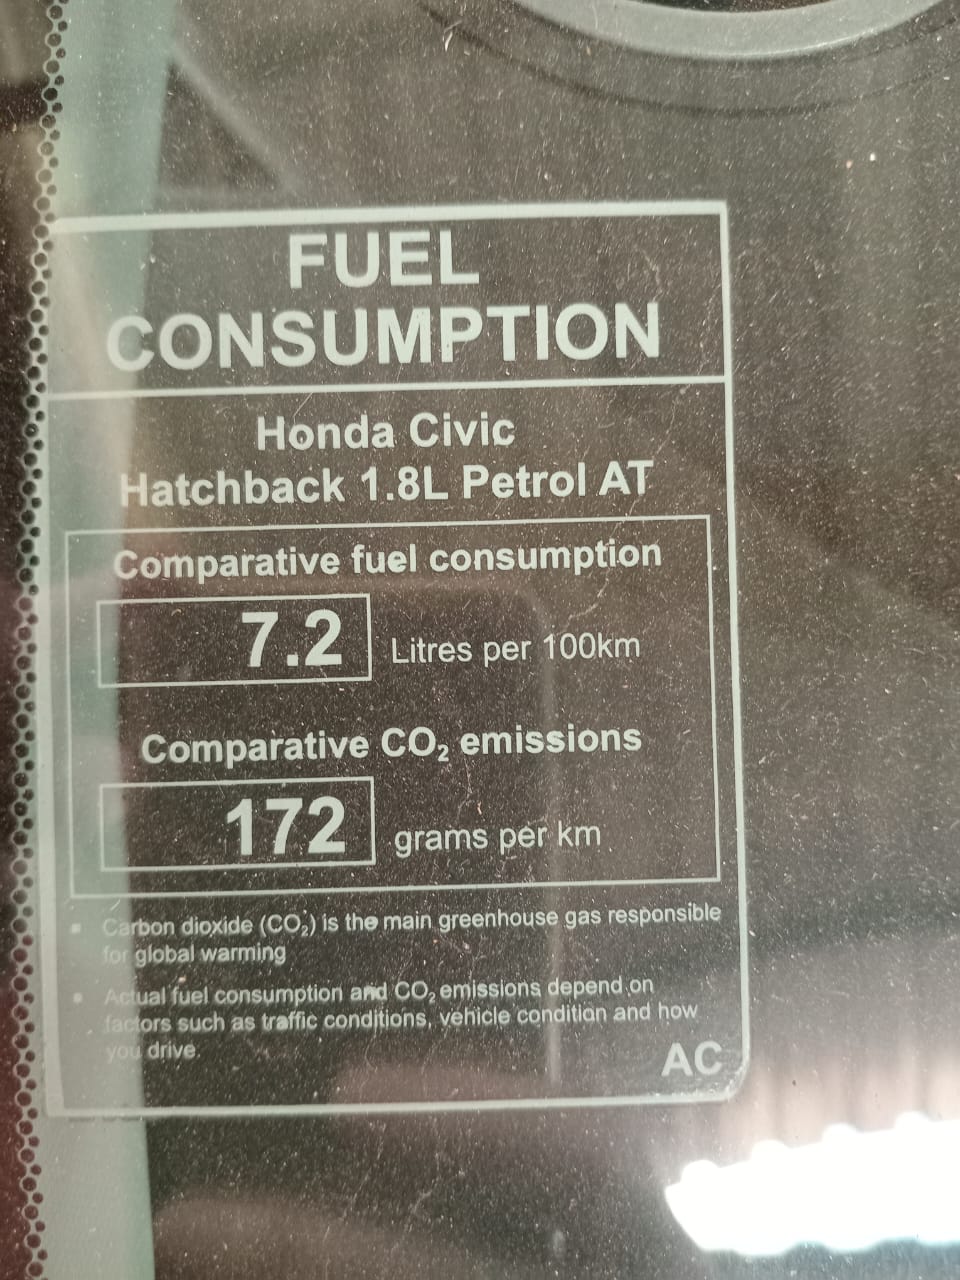 FUEL
CONSUMPTION
Honda Civic
Hatchback 1.8L Petrol AT
Comparative fuel consumption
7.2 Litres per 100km
Comparative CO₂ emissions
172 grams per km
▪ Carbon dioxide (CO₂) is the main greenhouse gas responsible
for global warming
• Actual fuel consumption and CO₂ emissions depend on
factors such as traffic conditions, vehicle condition and how
you drive.
AC